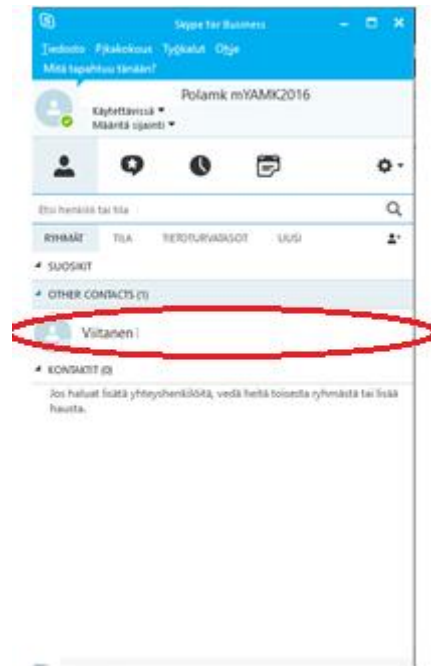 Skype for Business
Tiedosto Pikakokous Työkalut Ohje
Mitä tapahtuu tänään?
Polamk mYAMK2016
Käytettävissä
Määritä sijainti
Etsi henkilö tai tila
RYHMÄT TILA TIETOTURVATASOT UUSI
SUOSIKIT
OTHER CONTACTS (1)
Viitanen
KONTAKTIT (0)
Jos haluat lisätä yhteyshenkilöitä, vedä heitä toisesta ryhmästä tai lisää
hausta.